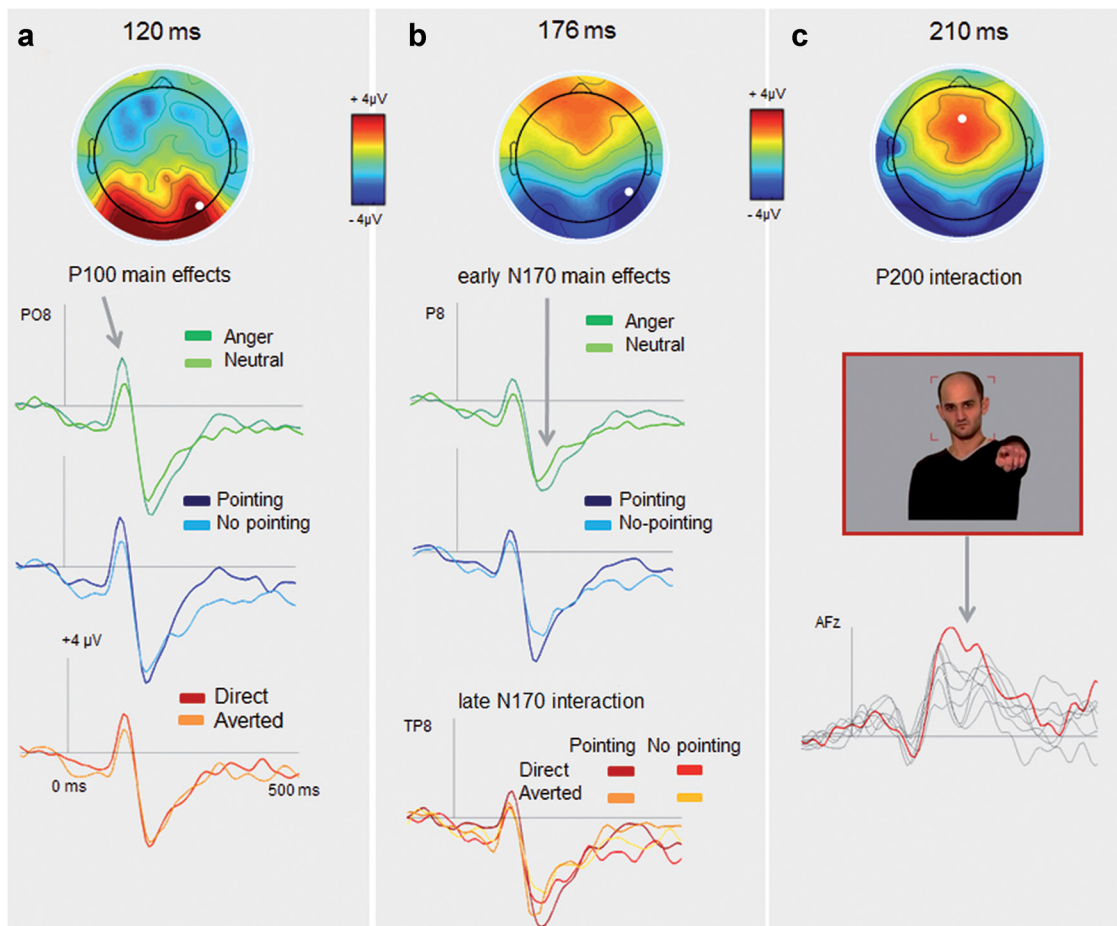 a
120 ms
+ 4µV
- 4µV
P100 main effects
PO8
Anger
Neutral
Pointing
No pointing
+4 µV
Direct
Averted
0 ms
500 ms
b
176 ms
+ 4µV
- 4µV
early N170 main effects
P8
Anger
Neutral
Pointing
No-pointing
late N170 interaction
TP8
Pointing No pointing
Direct
Averted
c
210 ms
P200 interaction
AFz